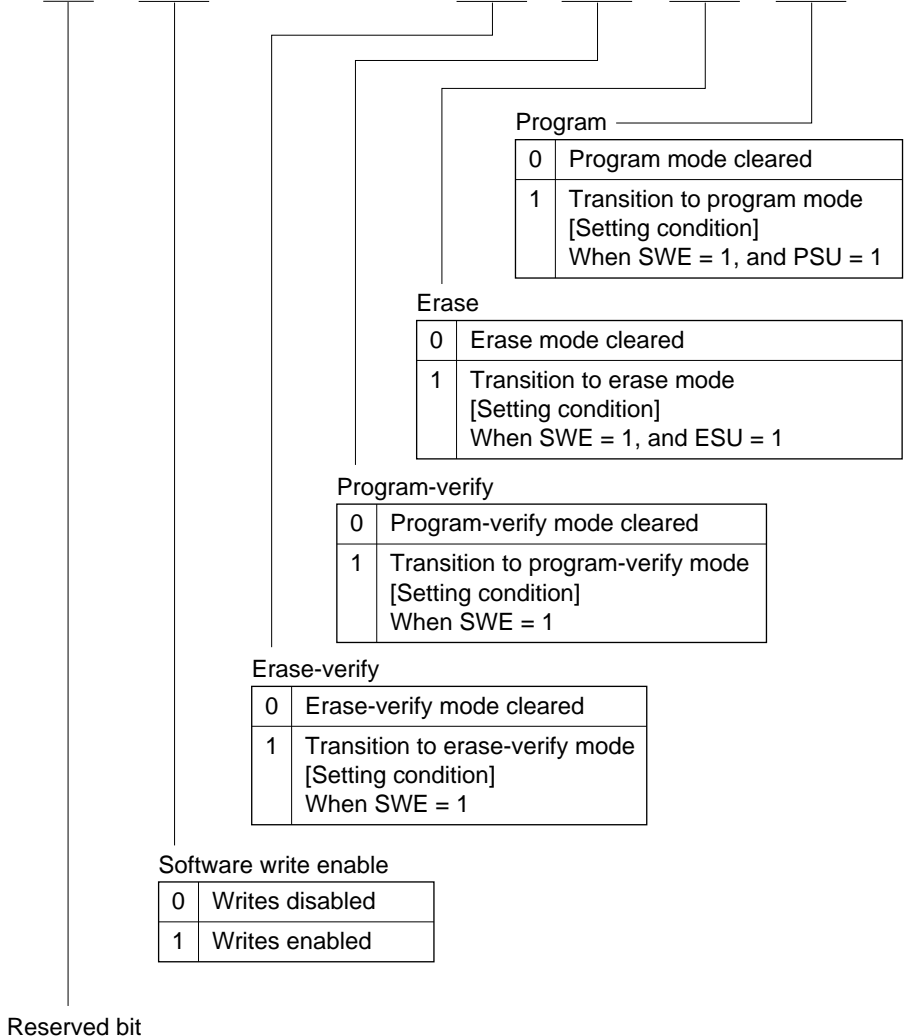 Program
0 Program mode cleared
1 Transition to program mode
[Setting condition]
When SWE = 1, and PSU = 1
Erase
0 Erase mode cleared
1 Transition to erase mode
[Setting condition]
When SWE = 1, and ESU = 1
Program-verify
0 Program-verify mode cleared
1 Transition to program-verify mode
[Setting condition]
When SWE = 1
Erase-verify
0 Erase-verify mode cleared
1 Transition to erase-verify mode
[Setting condition]
When SWE = 1
Software write enable
0 Writes disabled
1 Writes enabled
Reserved bit